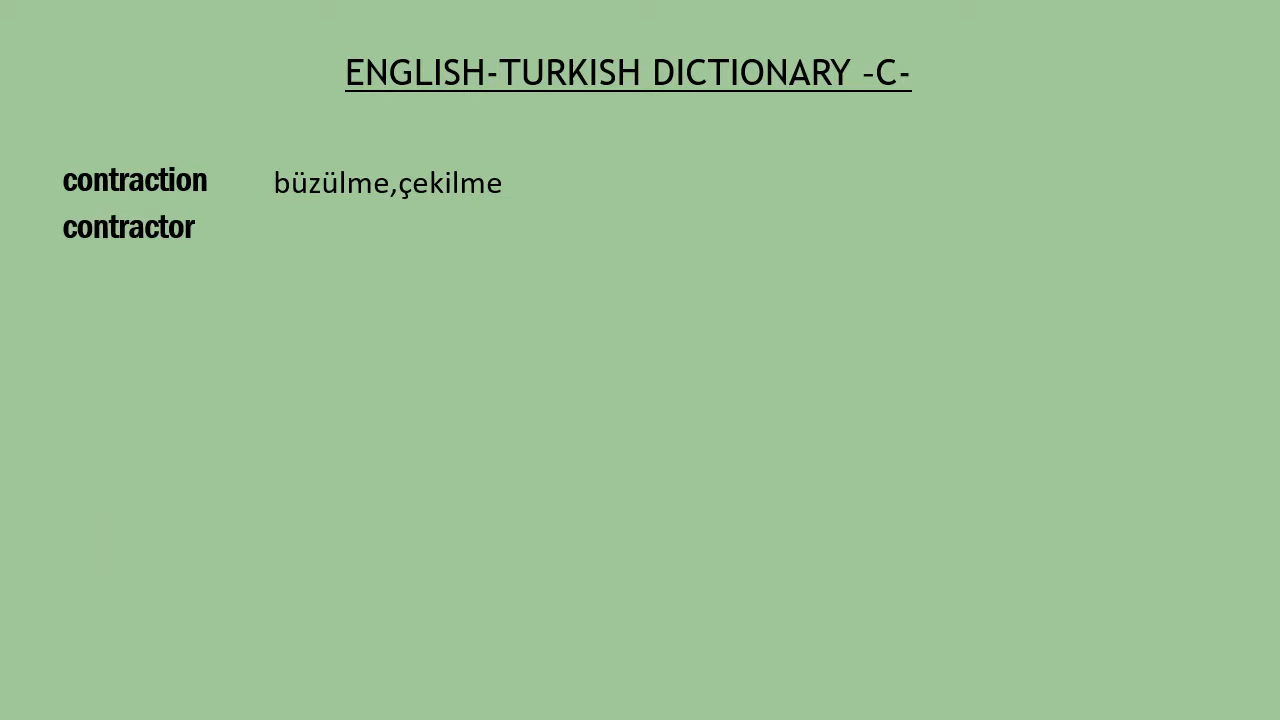 ENGLISH-TURKISH DICTIONARY –C-
contraction büzülme,çekilme
contractor